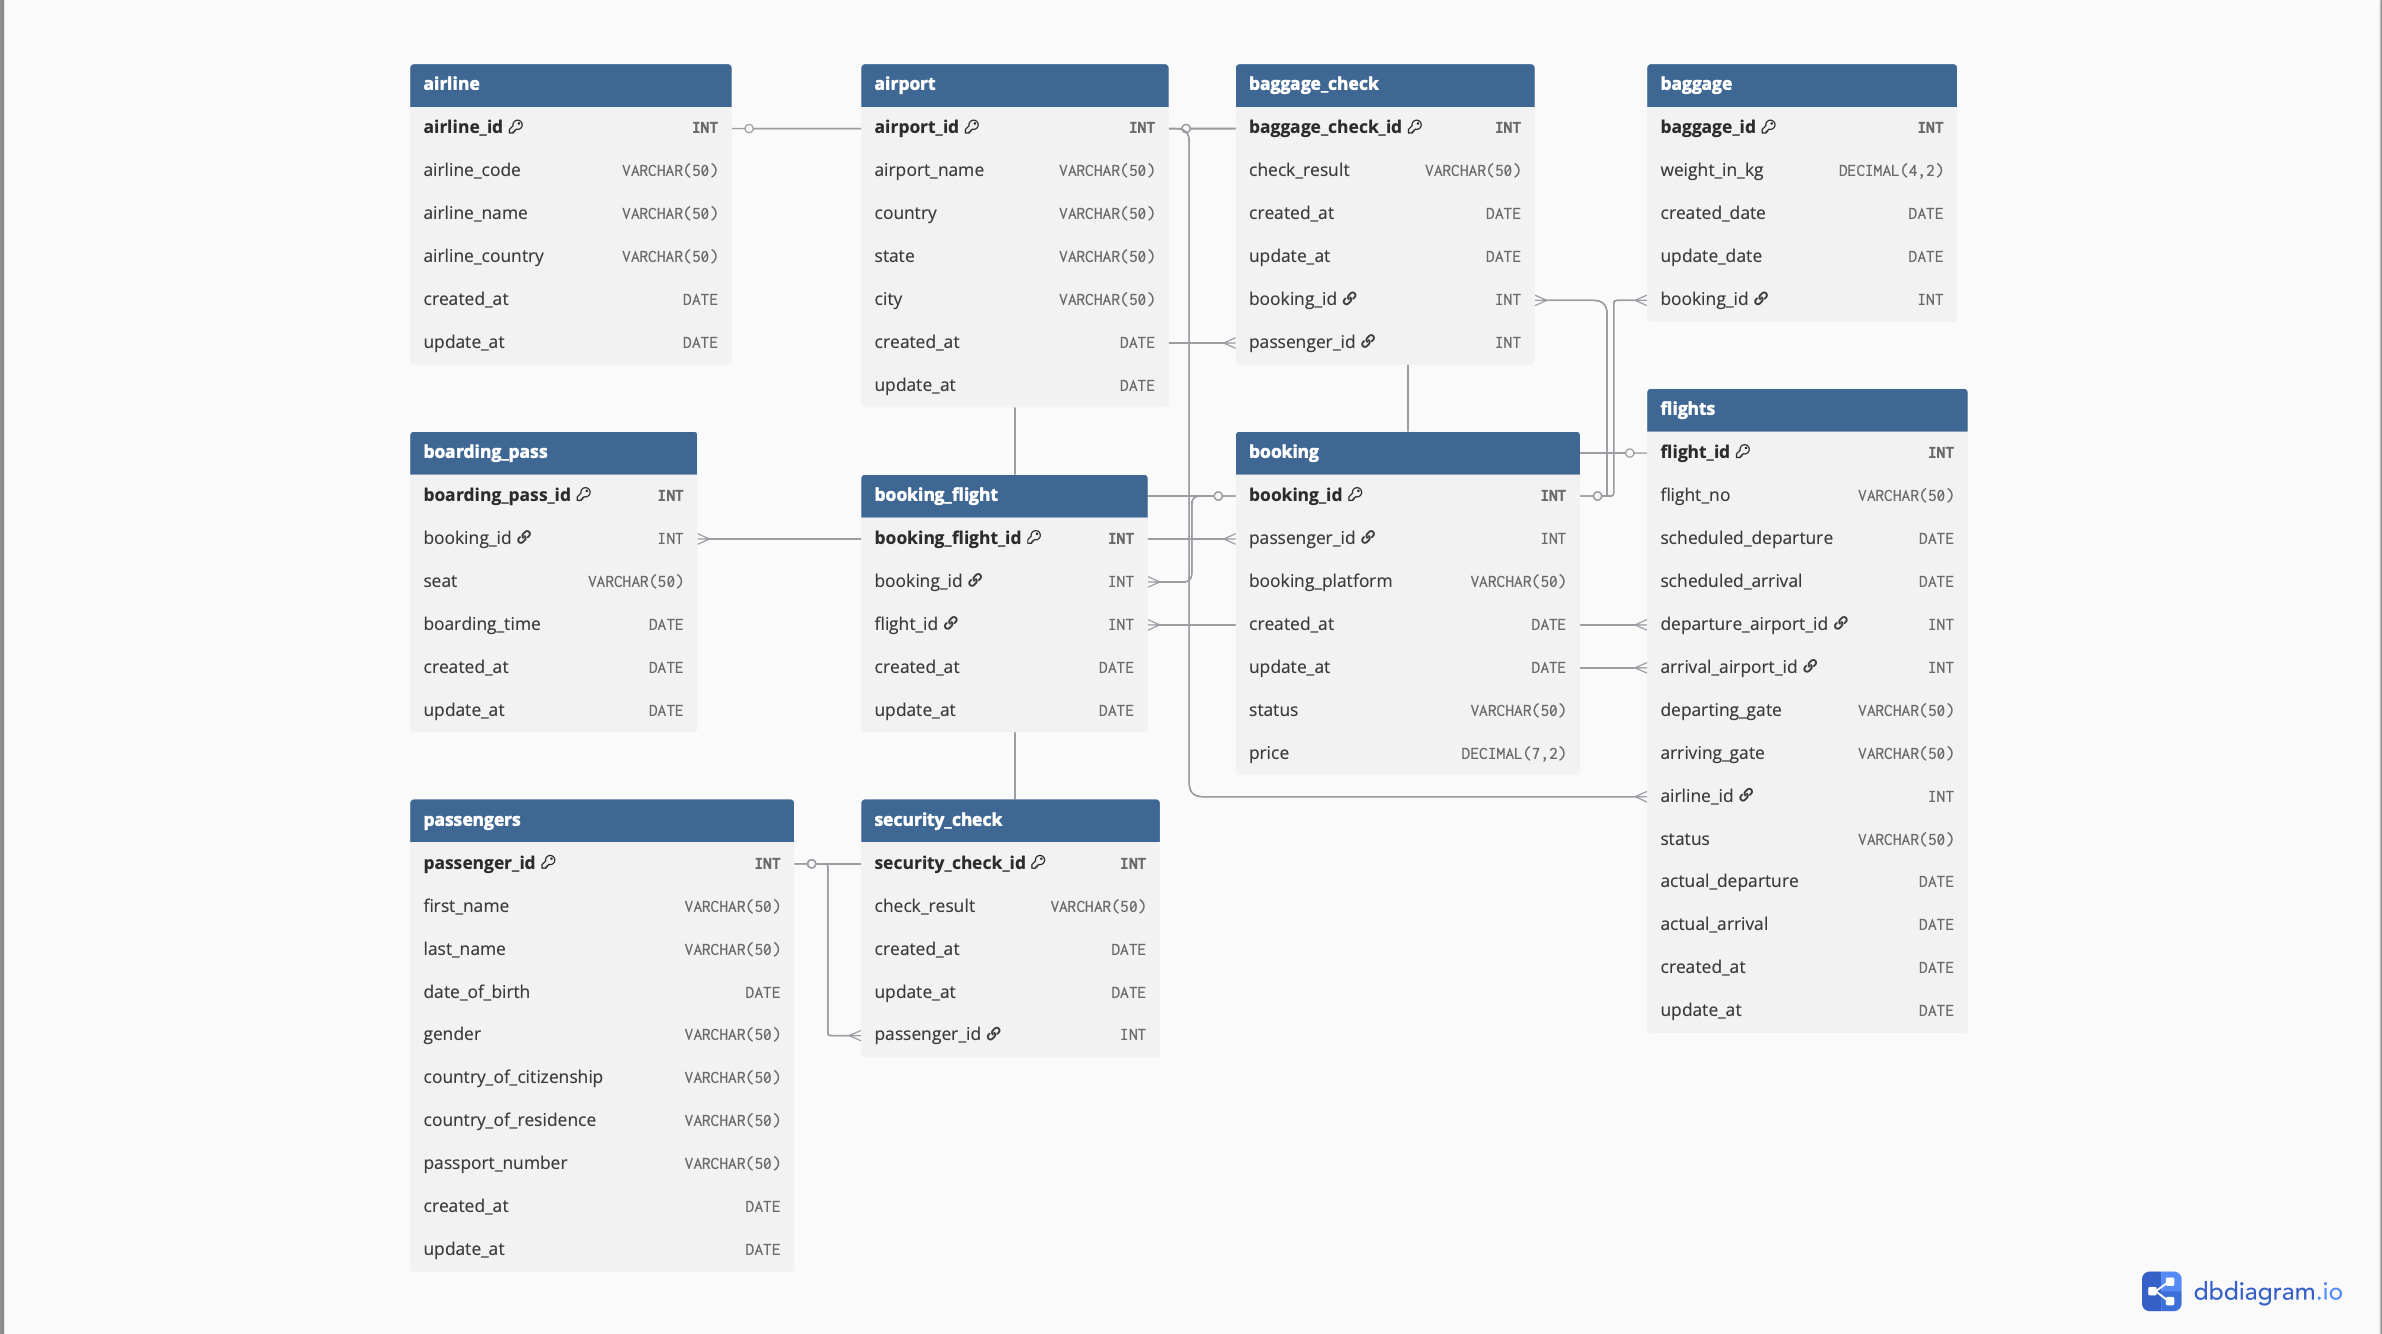 airline
airline_id INT
airline_code VARCHAR(50)
airline_name VARCHAR(50)
airline_country VARCHAR(50)
created_at DATE
update_at DATE
airport
airport_id INT
airport_name VARCHAR(50)
country VARCHAR(50)
state VARCHAR(50)
city VARCHAR(50)
created_at DATE
update_at DATE
baggage_check
baggage_check_id INT
check_result VARCHAR(50)
created_at DATE
update_at DATE
booking_id INT
passenger_id INT
baggage
baggage_id INT
weight_in_kg DECIMAL(4,2)
created_date DATE
update_date DATE
booking_id INT
boarding_pass
boarding_pass_id INT
booking_id INT
seat VARCHAR(50)
boarding_time DATE
created_at DATE
update_at DATE
booking_flight
booking_flight_id INT
booking_id INT
flight_id INT
created_at DATE
update_at DATE
booking
booking_id INT
passenger_id INT
booking_platform VARCHAR(50)
created_at DATE
update_at DATE
status VARCHAR(50)
price DECIMAL(7,2)
flights
flight_id INT
flight_no VARCHAR(50)
scheduled_departure DATE
scheduled_arrival DATE
departure_airport_id INT
arrival_airport_id INT
departing_gate VARCHAR(50)
arriving_gate VARCHAR(50)
airline_id INT
status VARCHAR(50)
actual_departure DATE
actual_arrival DATE
created_at DATE
update_at DATE
passengers
passenger_id INT
first_name VARCHAR(50)
last_name VARCHAR(50)
date_of_birth DATE
gender VARCHAR(50)
country_of_citizenship VARCHAR(50)
country_of_residence VARCHAR(50)
passport_number VARCHAR(50)
created_at DATE
update_at DATE
security_check
security_check_id INT
check_result VARCHAR(50)
created_at DATE
update_at DATE
passenger_id INT
dbdiagram.io